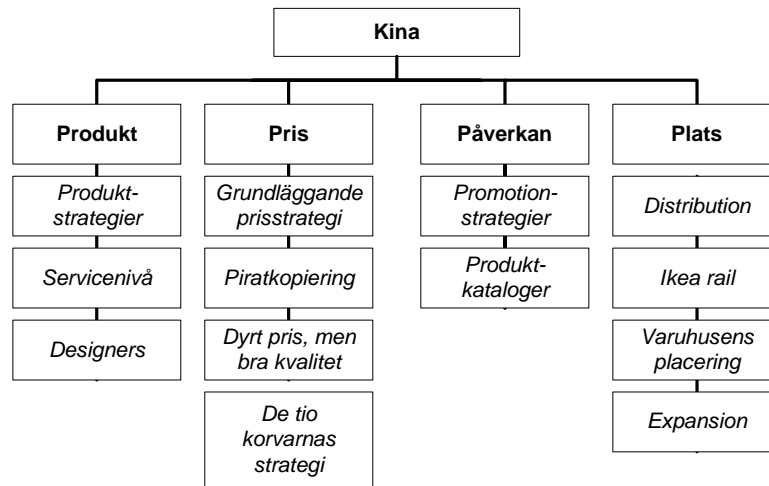 Kina
Produkt
Pris
Påverkan
Plats
Produkt-
strategier
Grundläggande
prisstrategi
Promotion-
strategier
Distribution
Servicenivå
Piratkopiering
Produkt-
kataloger
Ikea rail
Designers
Dyrt pris, men
bra kvalitet
Varuhusens
placering
De tio
korvarnas
strategi
Expansion